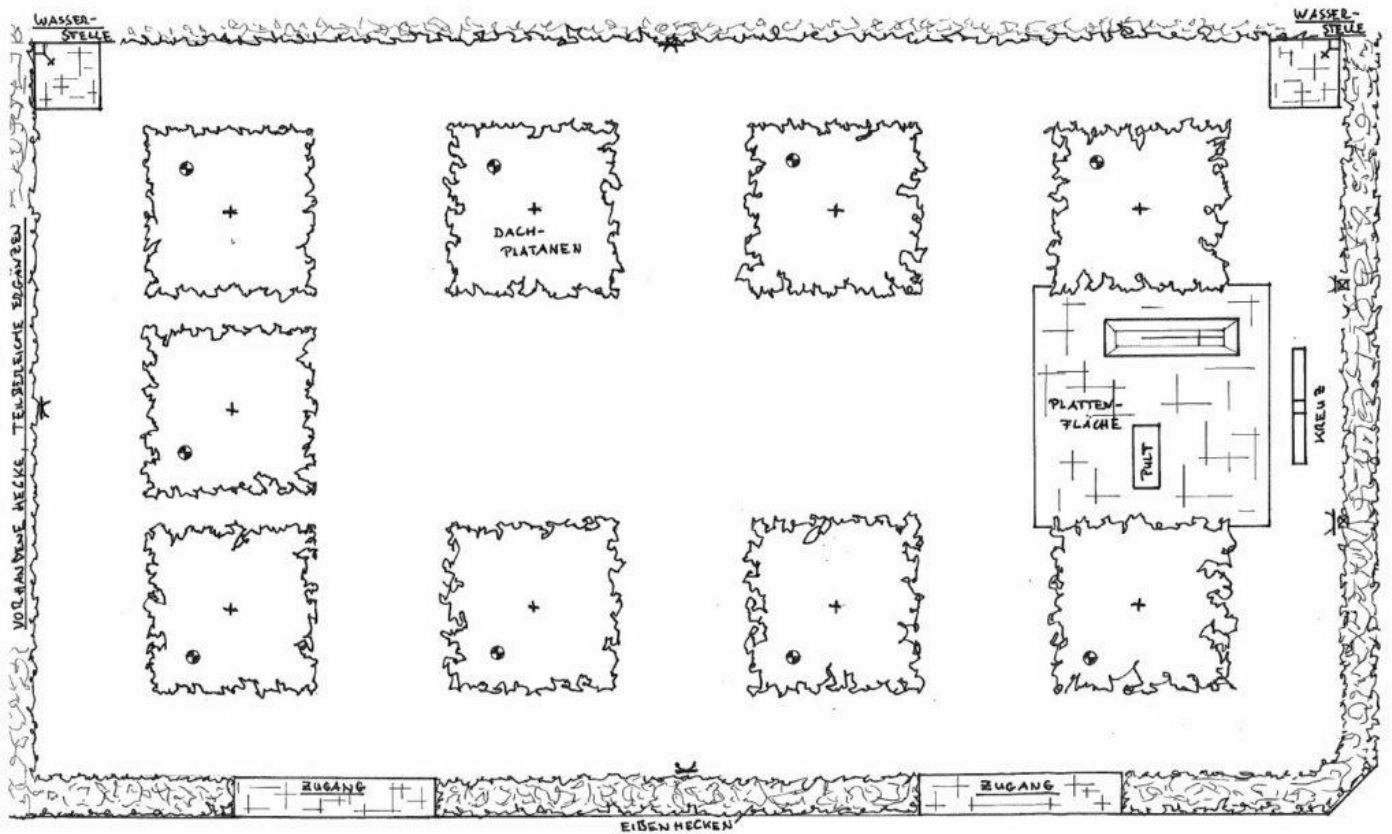 WASSER-
STELLE
WASSER-
STELLE
VORHANDENE HECKE, TEILBEREICHE ERGÄNZEN
DACH-
PLATANEN
PLATTEN-
FLÄCHE
PULT
KREUZ
ZUGANG
ZUGANG
EIBENHECKEN